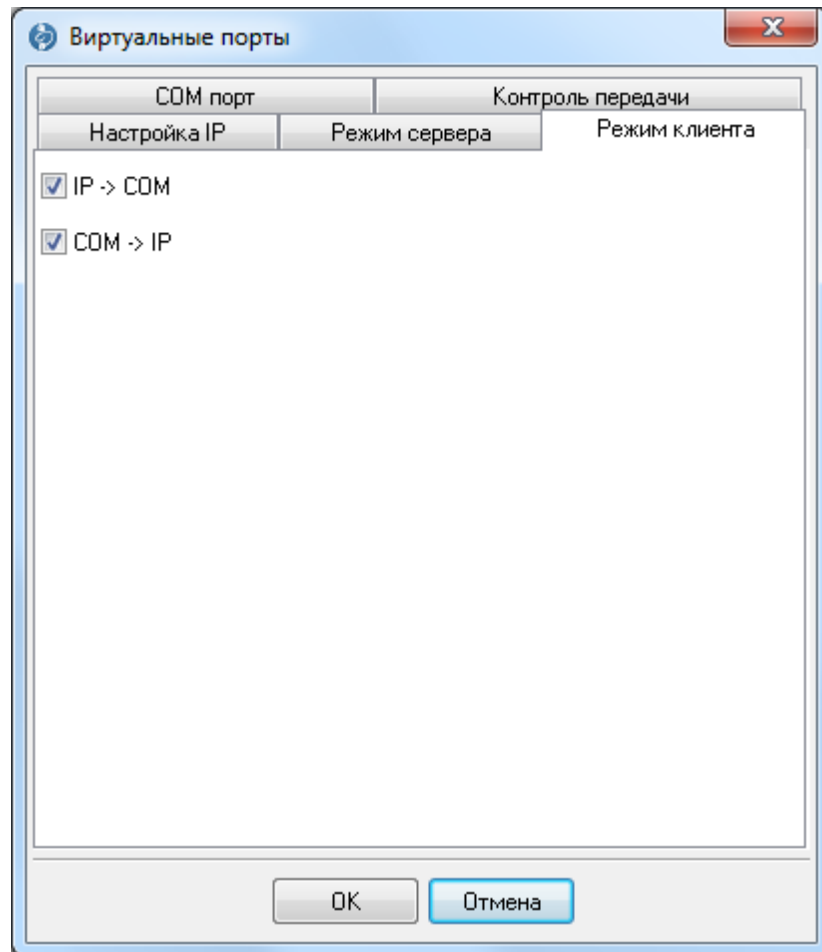 Виртуальные порты
COM порт Контроль передачи
Настройка IP Режим сервера Режим клиента
IP -> COM
COM -> IP
OK Отмена